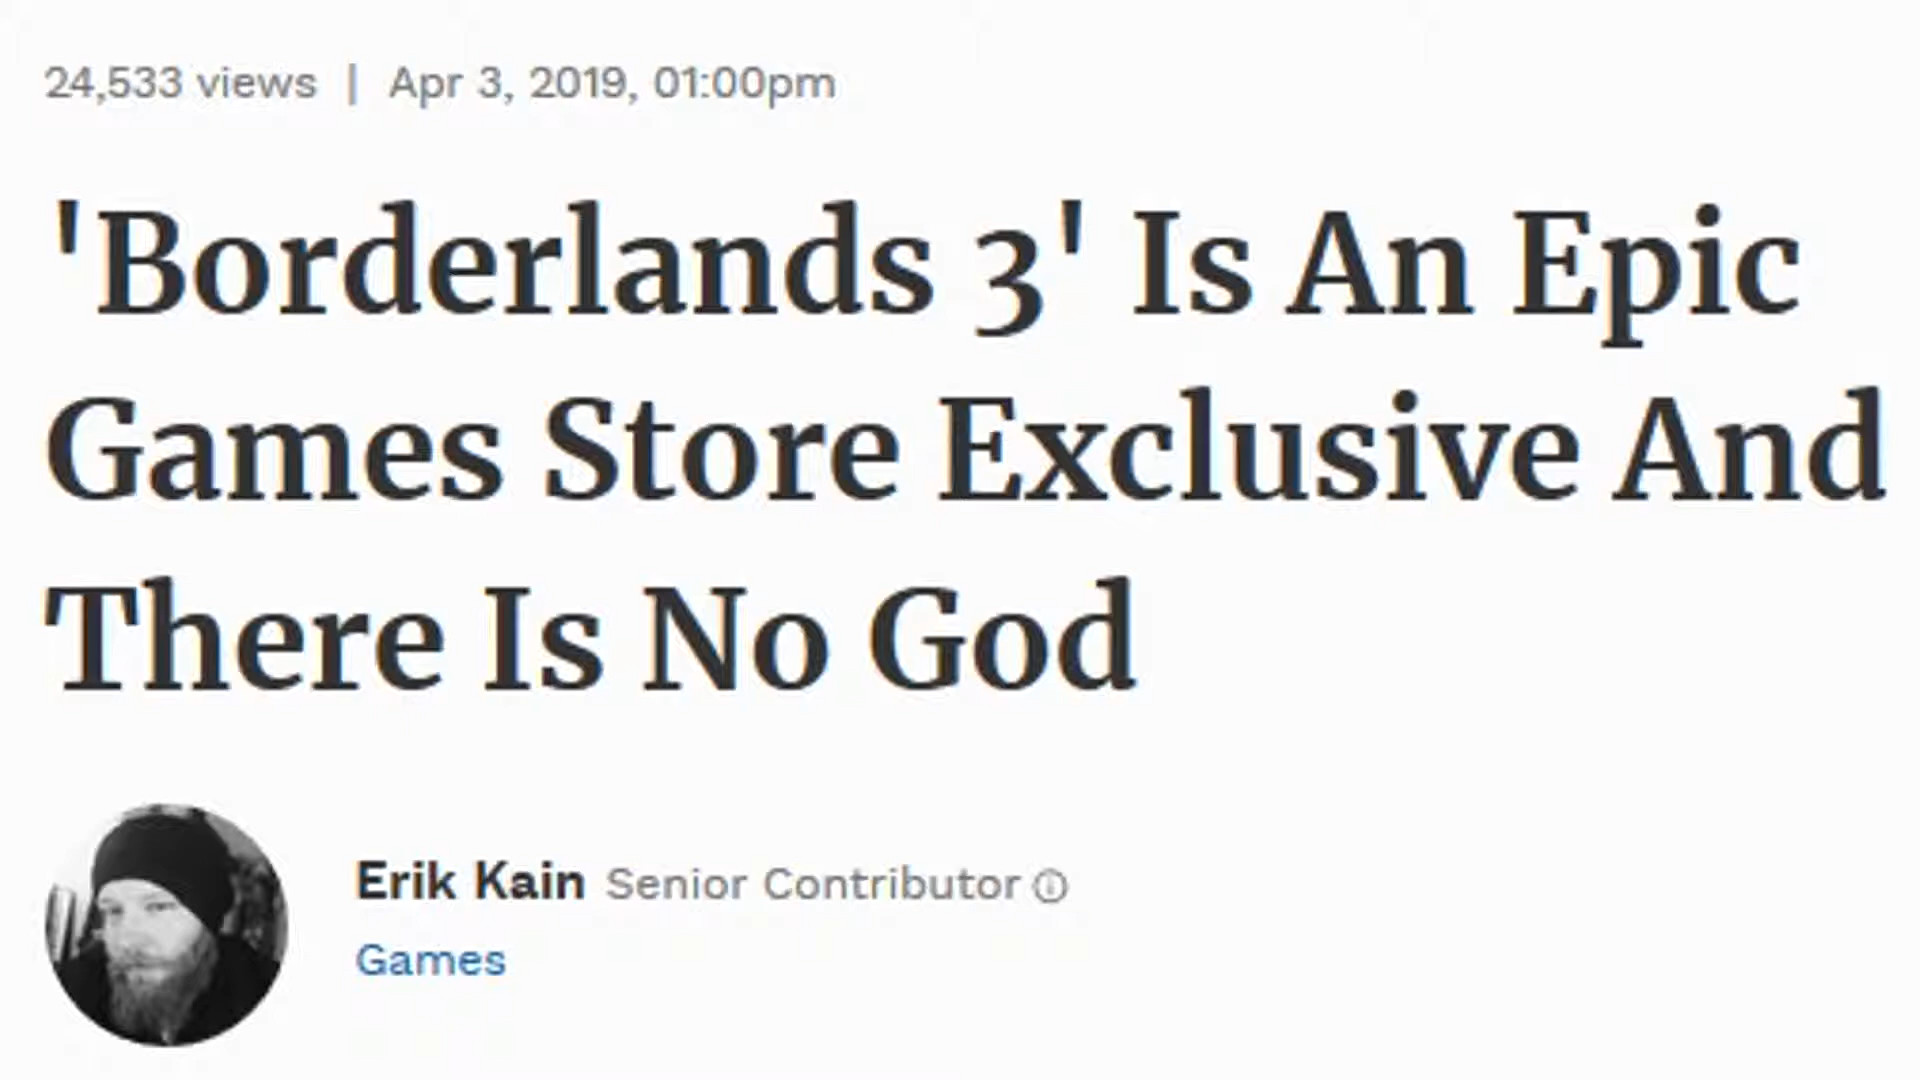 24,533 views | Apr 3, 2019, 01:00pm
'Borderlands 3' Is An Epic
Games Store Exclusive And
There Is No God
Erik Kain Senior Contributor
Games